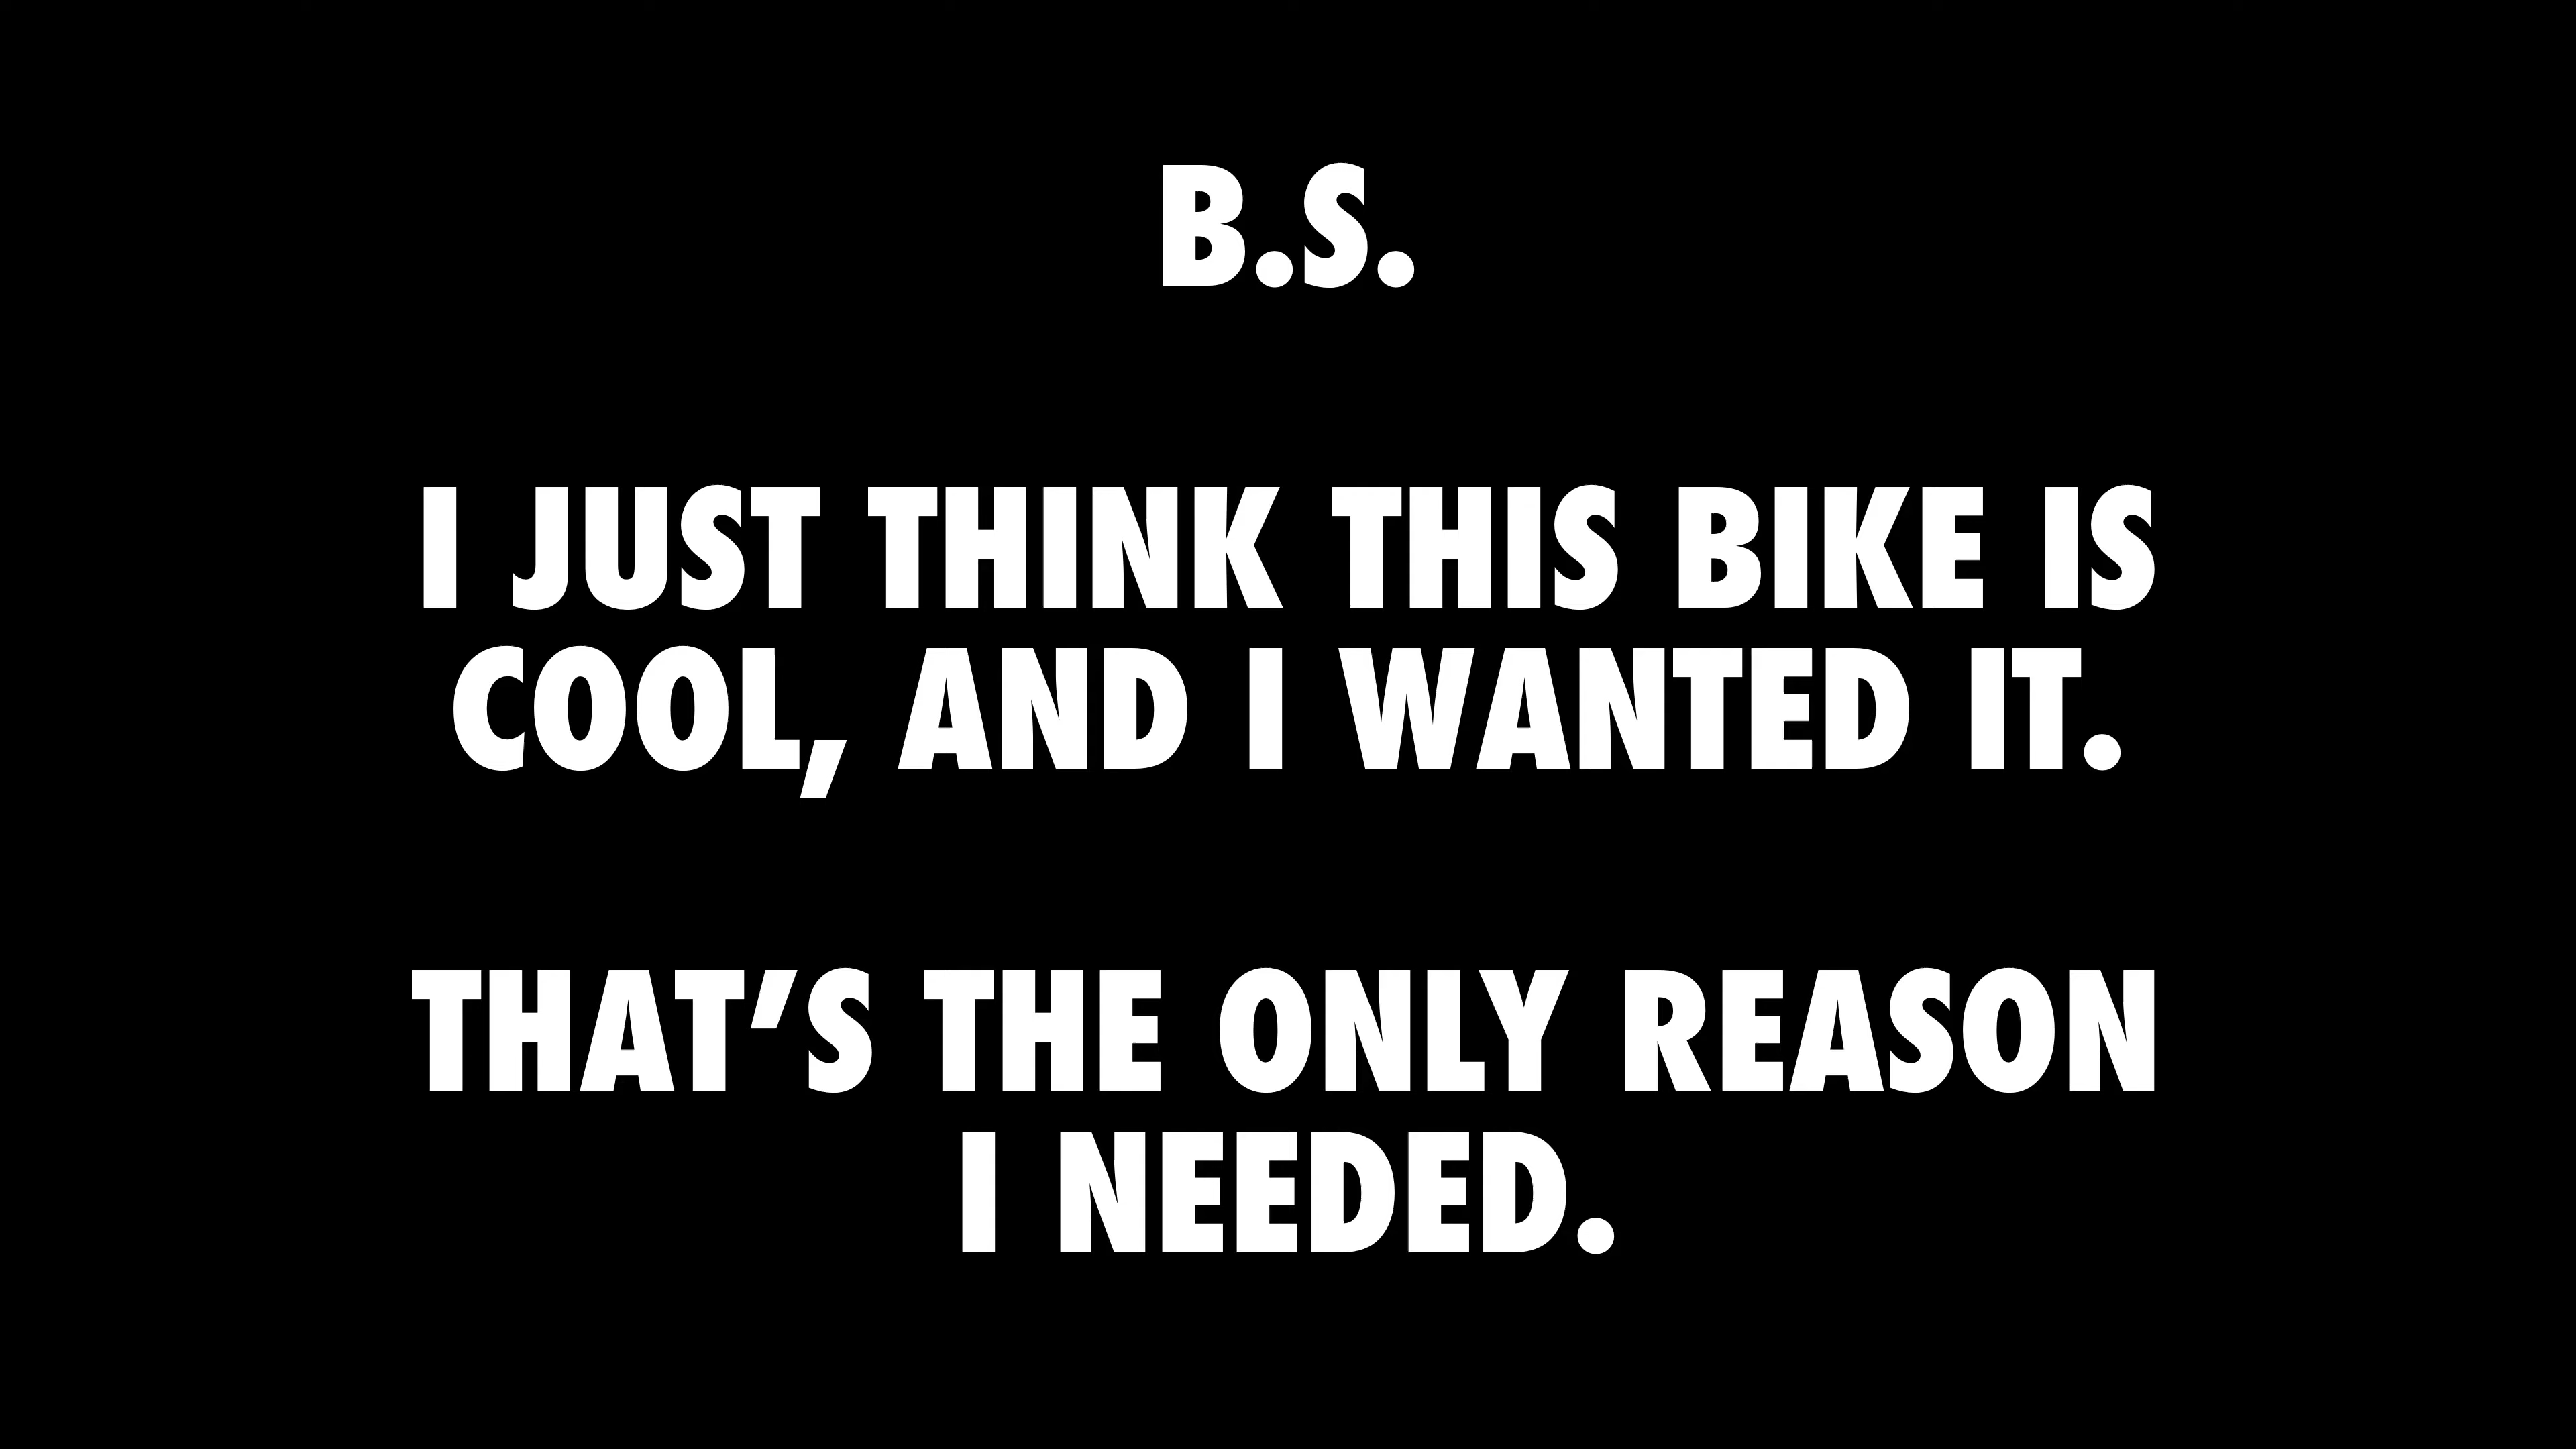 B.S.
I JUST THINK THIS BIKE IS
COOL, AND I WANTED IT.
THAT’S THE ONLY REASON
I NEEDED.